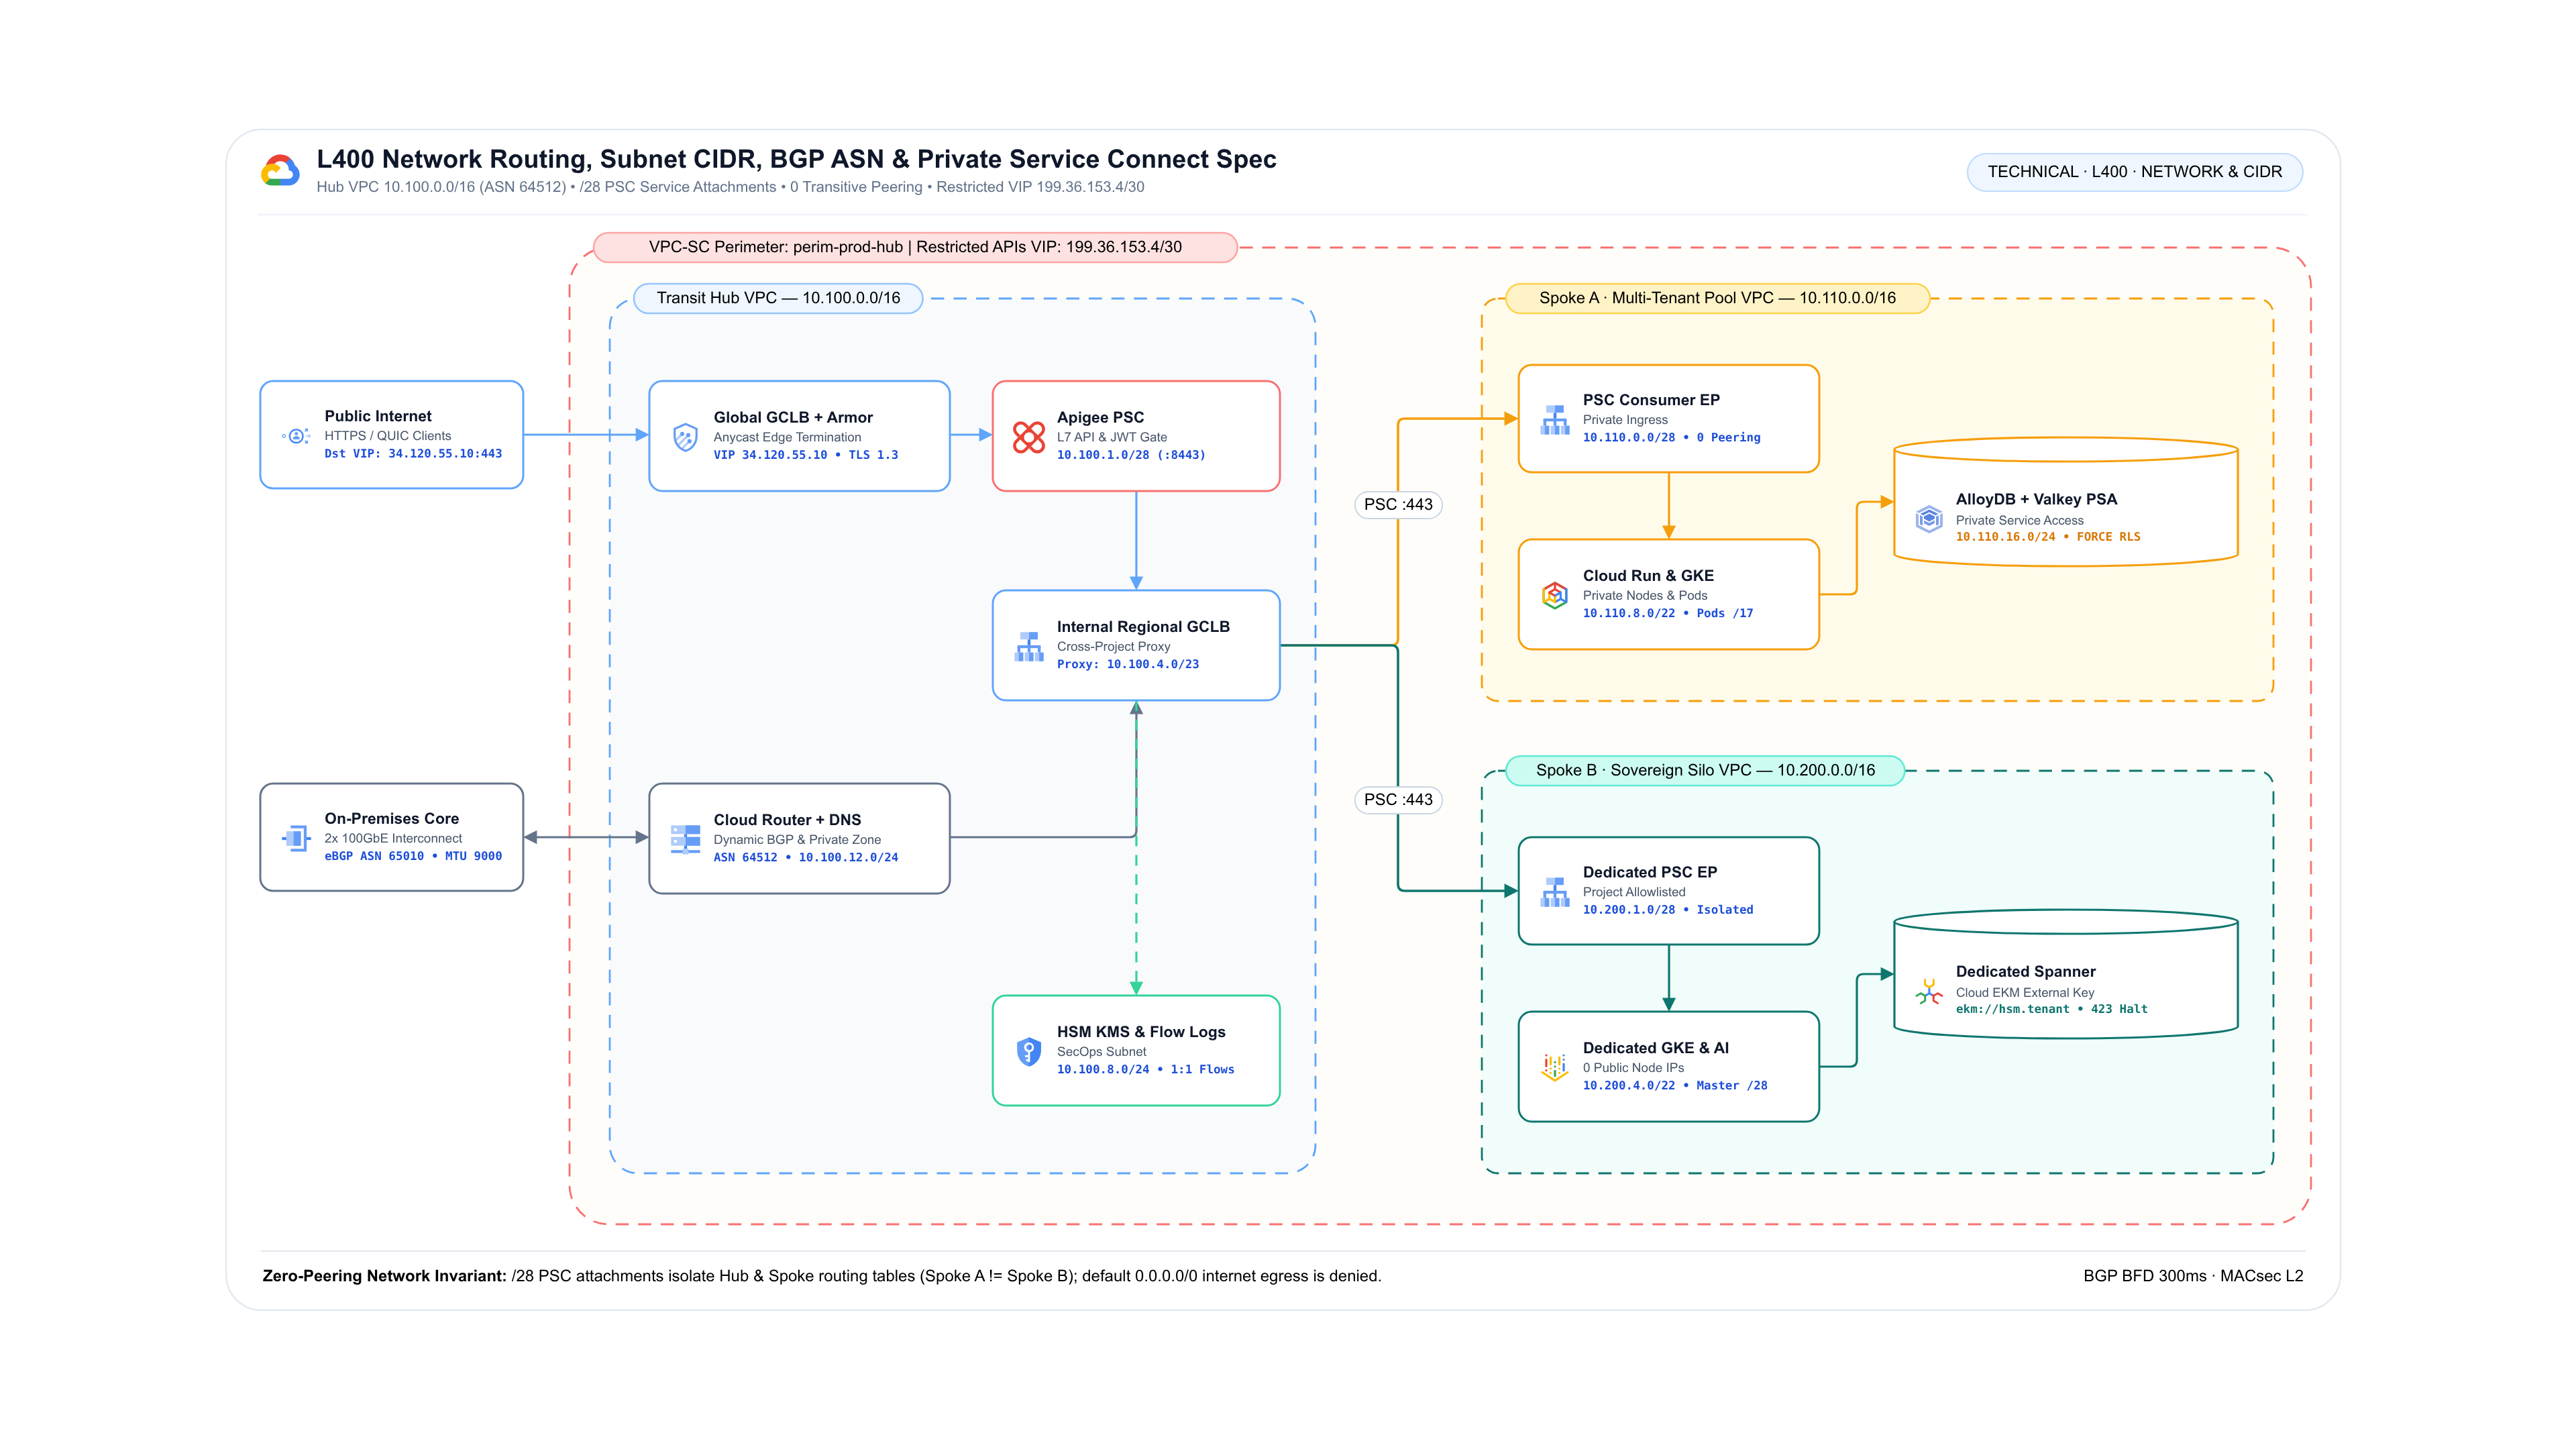 L400 Network Routing, Subnet CIDR, BGP ASN & Private Service Connect Spec
Hub VPC 10.100.0.0/16 (ASN 64512) • /28 PSC Service Attachments • 0 Transitive Peering • Restricted VIP 199.36.153.4/30
TECHNICAL · L400 · NETWORK & CIDR
VPC-SC Perimeter: perim-prod-hub | Restricted APIs VIP: 199.36.153.4/30
Transit Hub VPC — 10.100.0.0/16
Spoke A · Multi-Tenant Pool VPC — 10.110.0.0/16
Public Internet
HTTPS / QUIC Clients
Dst VIP: 34.120.55.10:443
Global GCLB + Armor
Anycast Edge Termination
VIP 34.120.55.10 • TLS 1.3
Apigee PSC
L7 API & JWT Gate
10.100.1.0/28 (:8443)
PSC Consumer EP
Private Ingress
10.110.0.0/28 • 0 Peering
PSC :443
AlloyDB + Valkey PSA
Private Service Access
10.110.16.0/24 • FORCE RLS
Cloud Run & GKE
Private Nodes & Pods
10.110.8.0/22 • Pods /17
Internal Regional GCLB
Cross-Project Proxy
Proxy: 10.100.4.0/23
Spoke B · Sovereign Silo VPC — 10.200.0.0/16
PSC :443
On-Premises Core
2x 100GbE Interconnect
eBGP ASN 65010 • MTU 9000
Cloud Router + DNS
Dynamic BGP & Private Zone
ASN 64512 • 10.100.12.0/24
Dedicated PSC EP
Project Allowlisted
10.200.1.0/28 • Isolated
Dedicated Spanner
Cloud EKM External Key
ekm://hsm.tenant • 423 Halt
HSM KMS & Flow Logs
SecOps Subnet
10.100.8.0/24 • 1:1 Flows
Dedicated GKE & AI
0 Public Node IPs
10.200.4.0/22 • Master /28
Zero-Peering Network Invariant: /28 PSC attachments isolate Hub & Spoke routing tables (Spoke A != Spoke B); default 0.0.0.0/0 internet egress is denied.
BGP BFD 300ms · MACsec L2